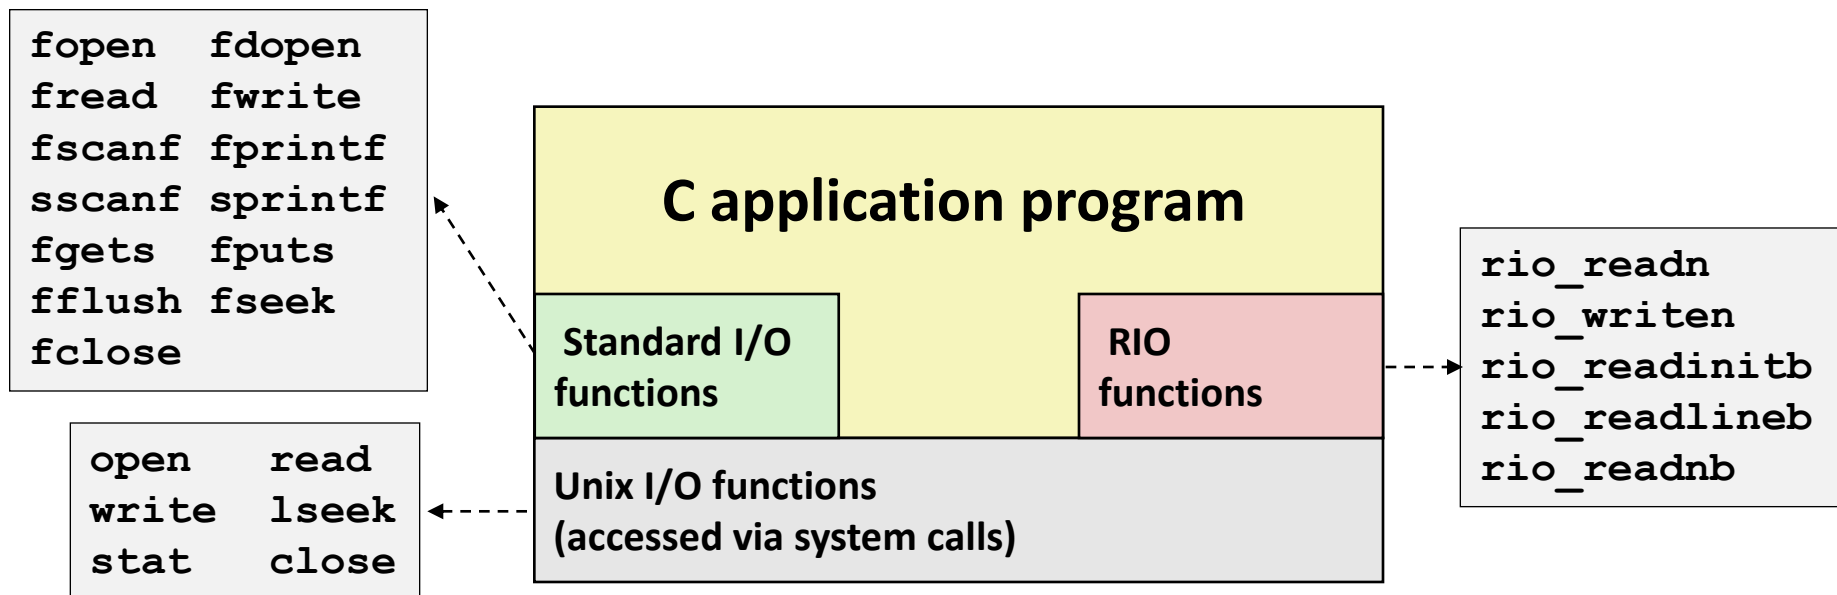 fopen fdopen
fread fwrite
fscanf fprintf
sscanf sprintf
fgets fputs
fflush fseek
fclose
open read
write lseek
stat close
C application program
Standard I/O
functions
RIO
functions
Unix I/O functions
(accessed via system calls)
rio_readn
rio_writen
rio_readinitb
rio_readlineb
rio_readnb